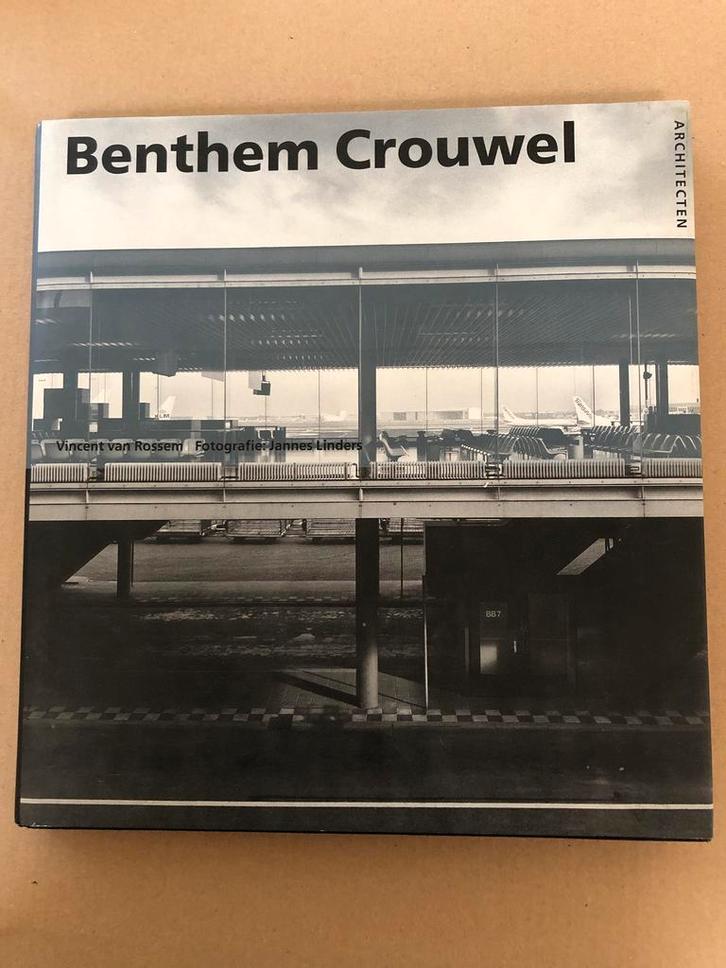 Benthem Crouwel
ARCHITECTEN
Vincent van Rossem Fotografie: Jannes Linders
BB7